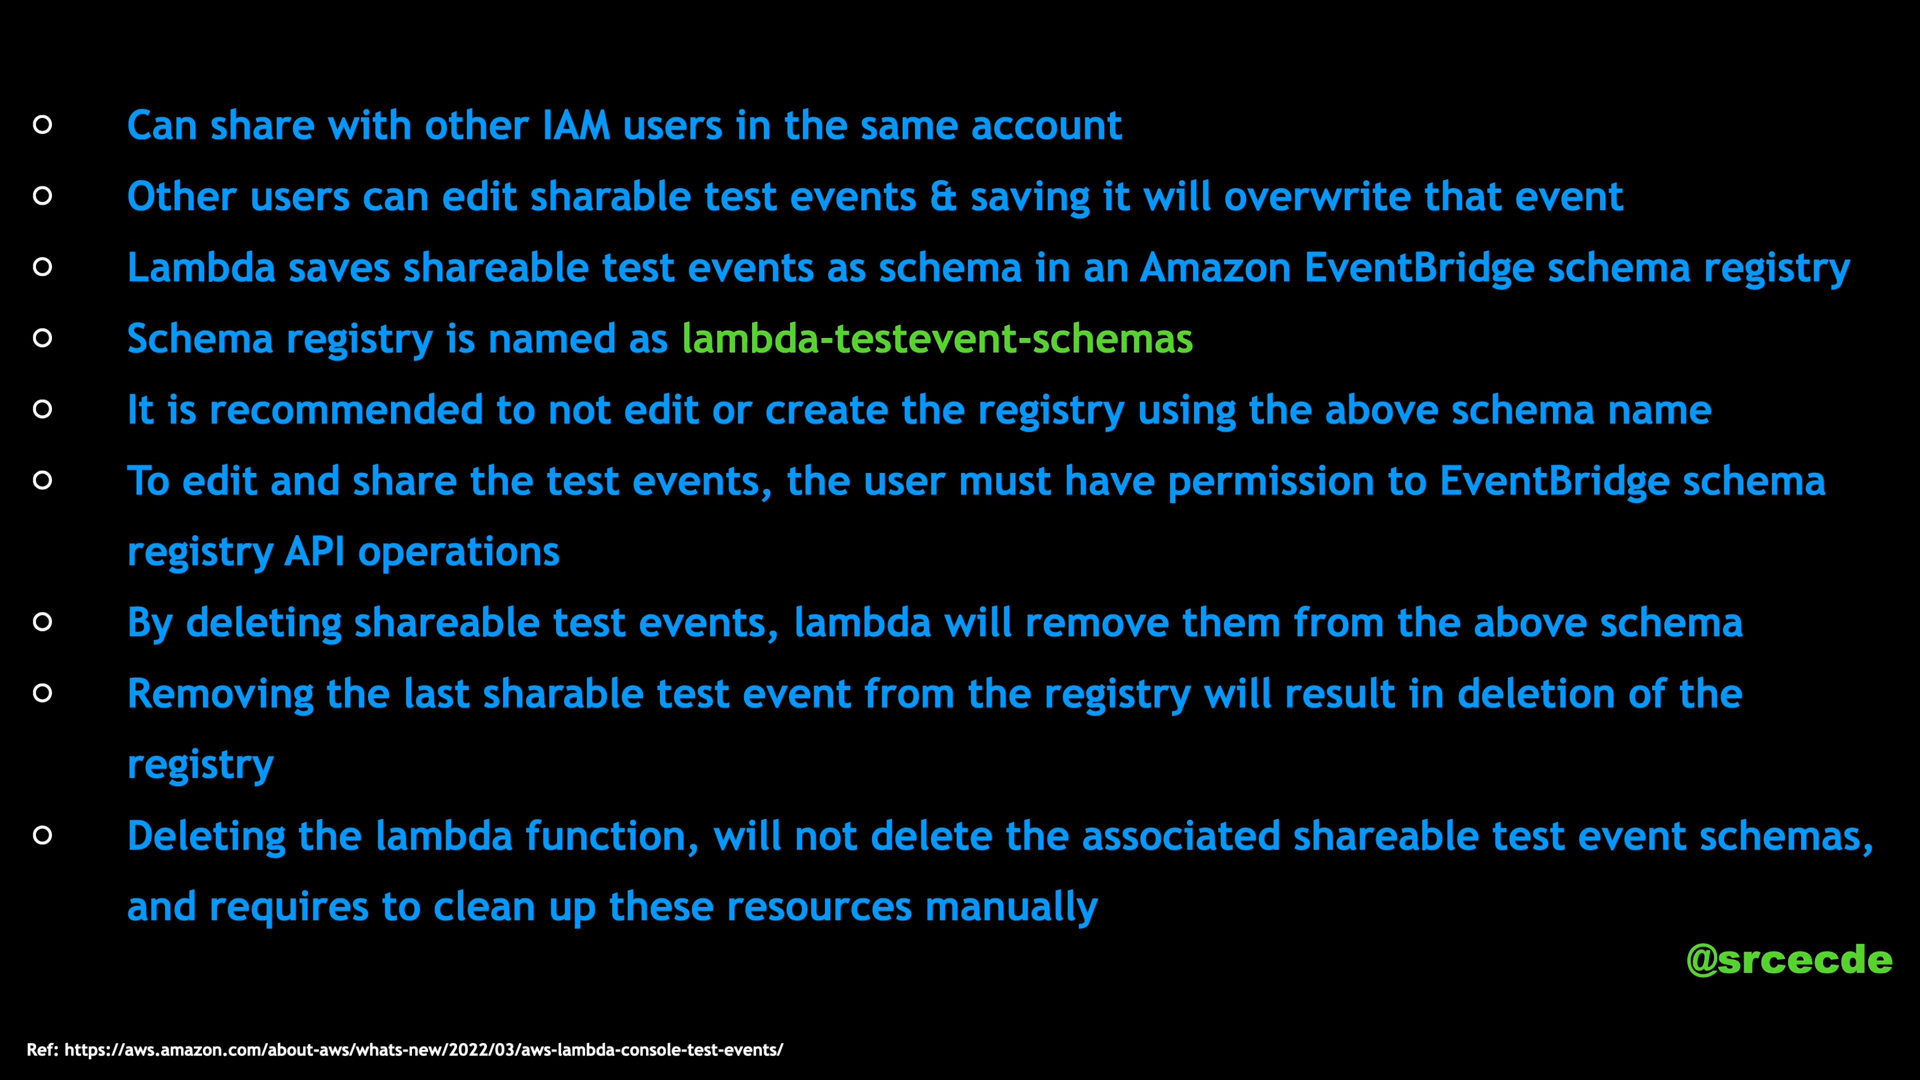 Can share with other IAM users in the same account
Other users can edit sharable test events & saving it will overwrite that event
Lambda saves shareable test events as schema in an Amazon EventBridge schema registry
Schema registry is named as lambda-testevent-schemas
It is recommended to not edit or create the registry using the above schema name
To edit and share the test events, the user must have permission to EventBridge schema
registry API operations
By deleting shareable test events, lambda will remove them from the above schema
Removing the last sharable test event from the registry will result in deletion of the
registry
Deleting the lambda function, will not delete the associated shareable test event schemas,
and requires to clean up these resources manually
@srcecde
Ref: https://aws.amazon.com/about-aws/whats-new/2022/03/aws-lambda-console-test-events/